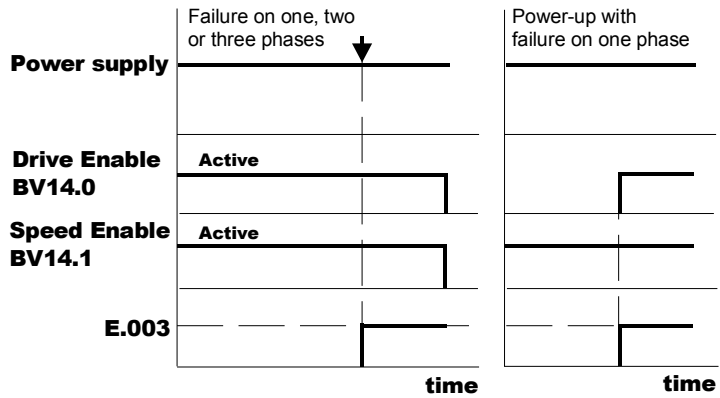 Failure on one, two
or three phases
Power-up with
failure on one phase
Power supply
Drive Enable
BV14.0
Active
Speed Enable
BV14.1
Active
E.003
time
time